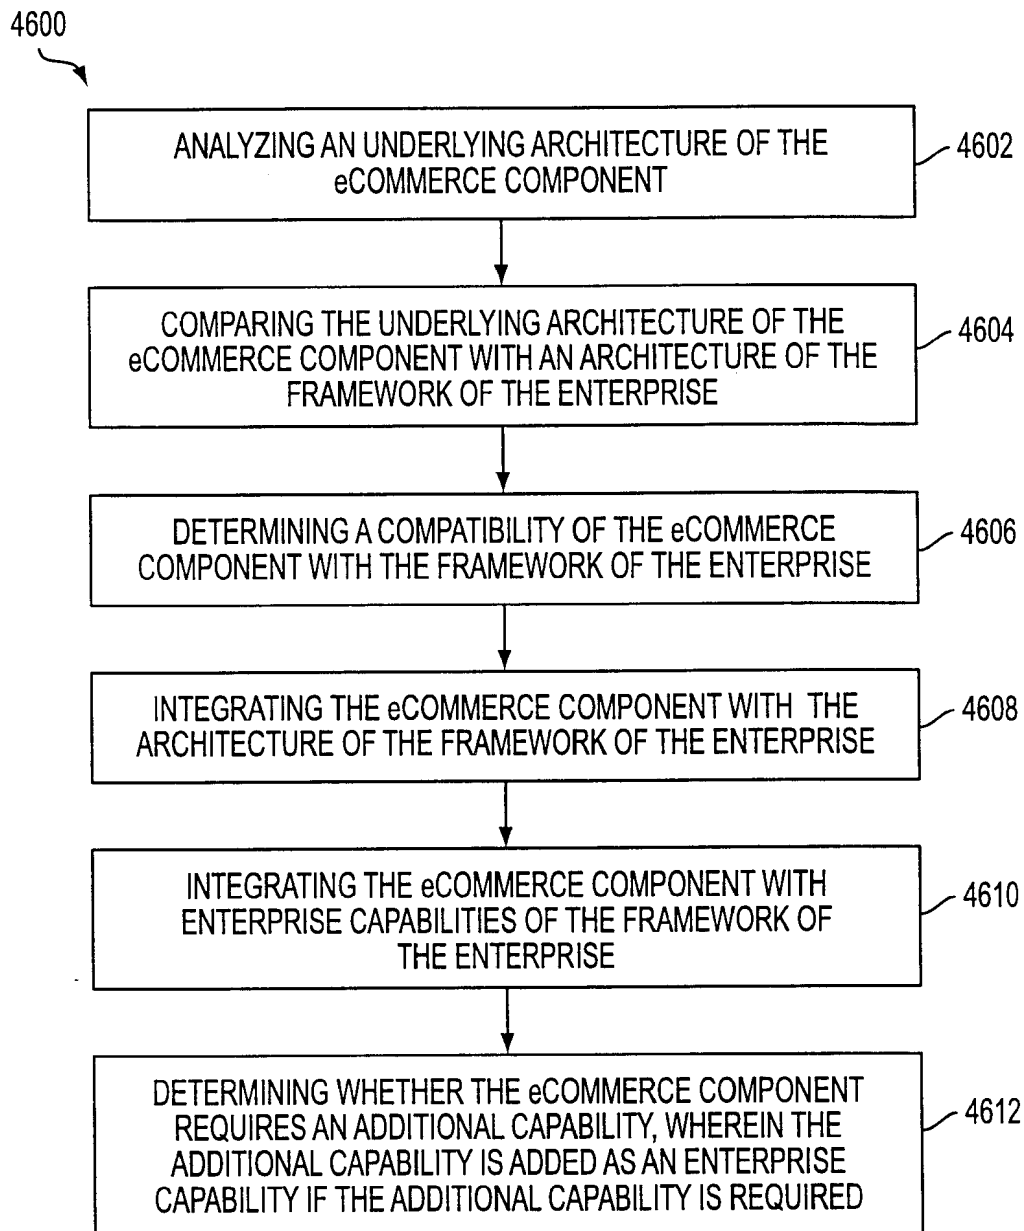 4600
ANALYZING AN UNDERLYING ARCHITECTURE OF THE
eCOMMERCE COMPONENT
4602
COMPARING THE UNDERLYING ARCHITECTURE OF THE
eCOMMERCE COMPONENT WITH AN ARCHITECTURE OF THE
FRAMEWORK OF THE ENTERPRISE
4604
DETERMINING A COMPATIBILITY OF THE eCOMMERCE
COMPONENT WITH THE FRAMEWORK OF THE ENTERPRISE
4606
INTEGRATING THE eCOMMERCE COMPONENT WITH THE
ARCHITECTURE OF THE FRAMEWORK OF THE ENTERPRISE
4608
INTEGRATING THE eCOMMERCE COMPONENT WITH
ENTERPRISE CAPABILITIES OF THE FRAMEWORK OF
THE ENTERPRISE
4610
DETERMINING WHETHER THE eCOMMERCE COMPONENT
REQUIRES AN ADDITIONAL CAPABILITY, WHEREIN THE
ADDITIONAL CAPABILITY IS ADDED AS AN ENTERPRISE
CAPABILITY IF THE ADDITIONAL CAPABILITY IS REQUIRED
4612